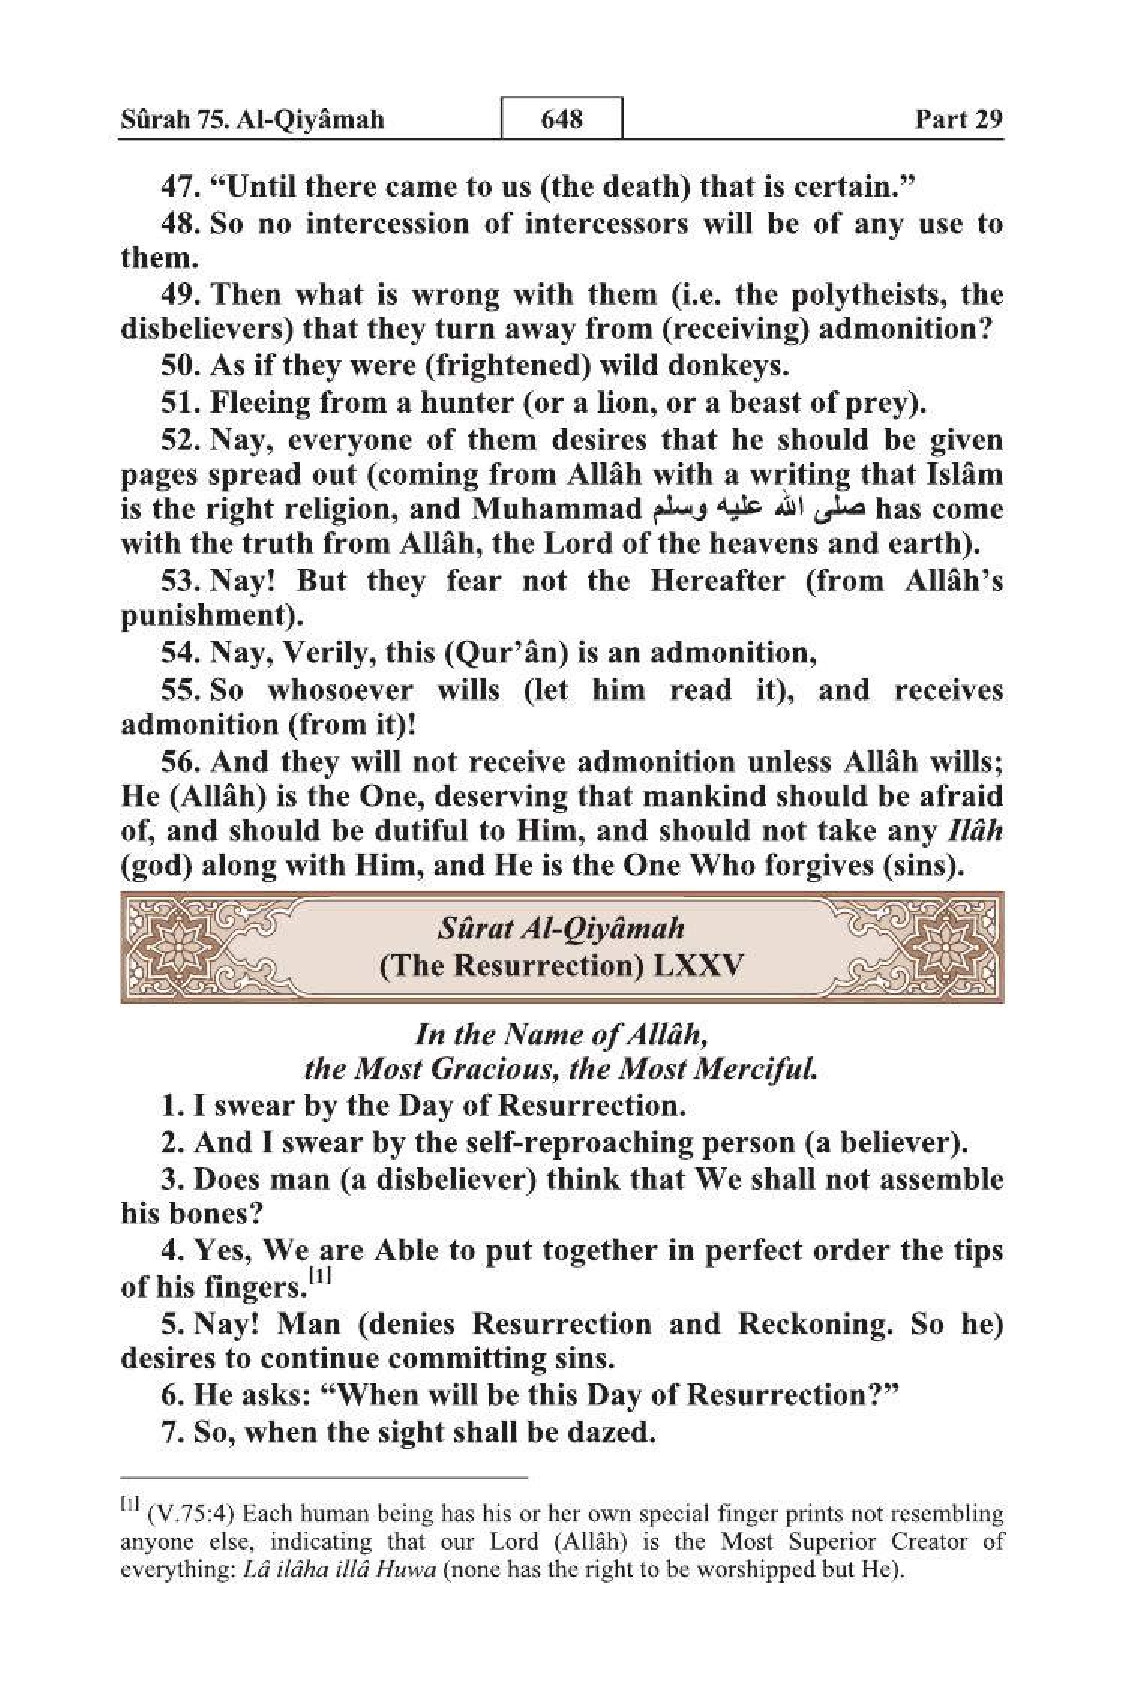 Sûrah 75. Al-Qiyâmah 648 Part 29
47. “Until there came to us (the death) that is certain.”
48. So no intercession of intercessors will be of any use to
them.
49. Then what is wrong with them (i.e. the polytheists, the
disbelievers) that they turn away from (receiving) admonition?
50. As if they were (frightened) wild donkeys.
51. Fleeing from a hunter (or a lion, or a beast of prey).
52. Nay, everyone of them desires that he should be given
pages spread out (coming from Allâh with a writing that Islâm
is the right religion, and Muhammad صلى الله عليه وسلم has come
with the truth from Allâh, the Lord of the heavens and earth).
53. Nay! But they fear not the Hereafter (from Allâh’s
punishment).
54. Nay, Verily, this (Qur’ân) is an admonition,
55. So whosoever wills (let him read it), and receives
admonition (from it)!
56. And they will not receive admonition unless Allâh wills;
He (Allâh) is the One, deserving that mankind should be afraid
of, and should be dutiful to Him, and should not take any Ilâh
(god) along with Him, and He is the One Who forgives (sins).
Sûrat Al-Qiyâmah
(The Resurrection) LXXV
In the Name of Allâh,
the Most Gracious, the Most Merciful.
1. I swear by the Day of Resurrection.
2. And I swear by the self-reproaching person (a believer).
3. Does man (a disbeliever) think that We shall not assemble
his bones?
4. Yes, We are Able to put together in perfect order the tips
of his fingers.[1]
5. Nay! Man (denies Resurrection and Reckoning. So he)
desires to continue committing sins.
6. He asks: “When will be this Day of Resurrection?”
7. So, when the sight shall be dazed.
[1] (V.75:4) Each human being has his or her own special finger prints not resembling
anyone else, indicating that our Lord (Allâh) is the Most Superior Creator of
everything: Lâ ilâha illâ Huwa (none has the right to be worshipped but He).